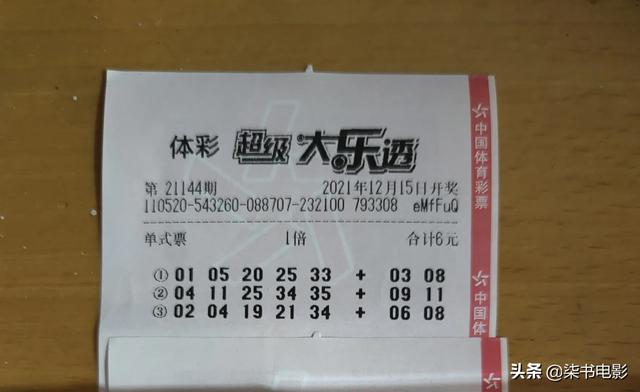 体彩 超级大乐透
第 21144期 2021年12月15日开奖
110520-543260-088707-232100 793308 eMfFuQ
单式票 1倍 合计6元
① 01 05 20 25 33 + 03 08
② 04 11 25 34 35 + 09 11
③ 02 04 19 21 34 + 06 08
中国体育彩票
中国体
头条 @柒书电影